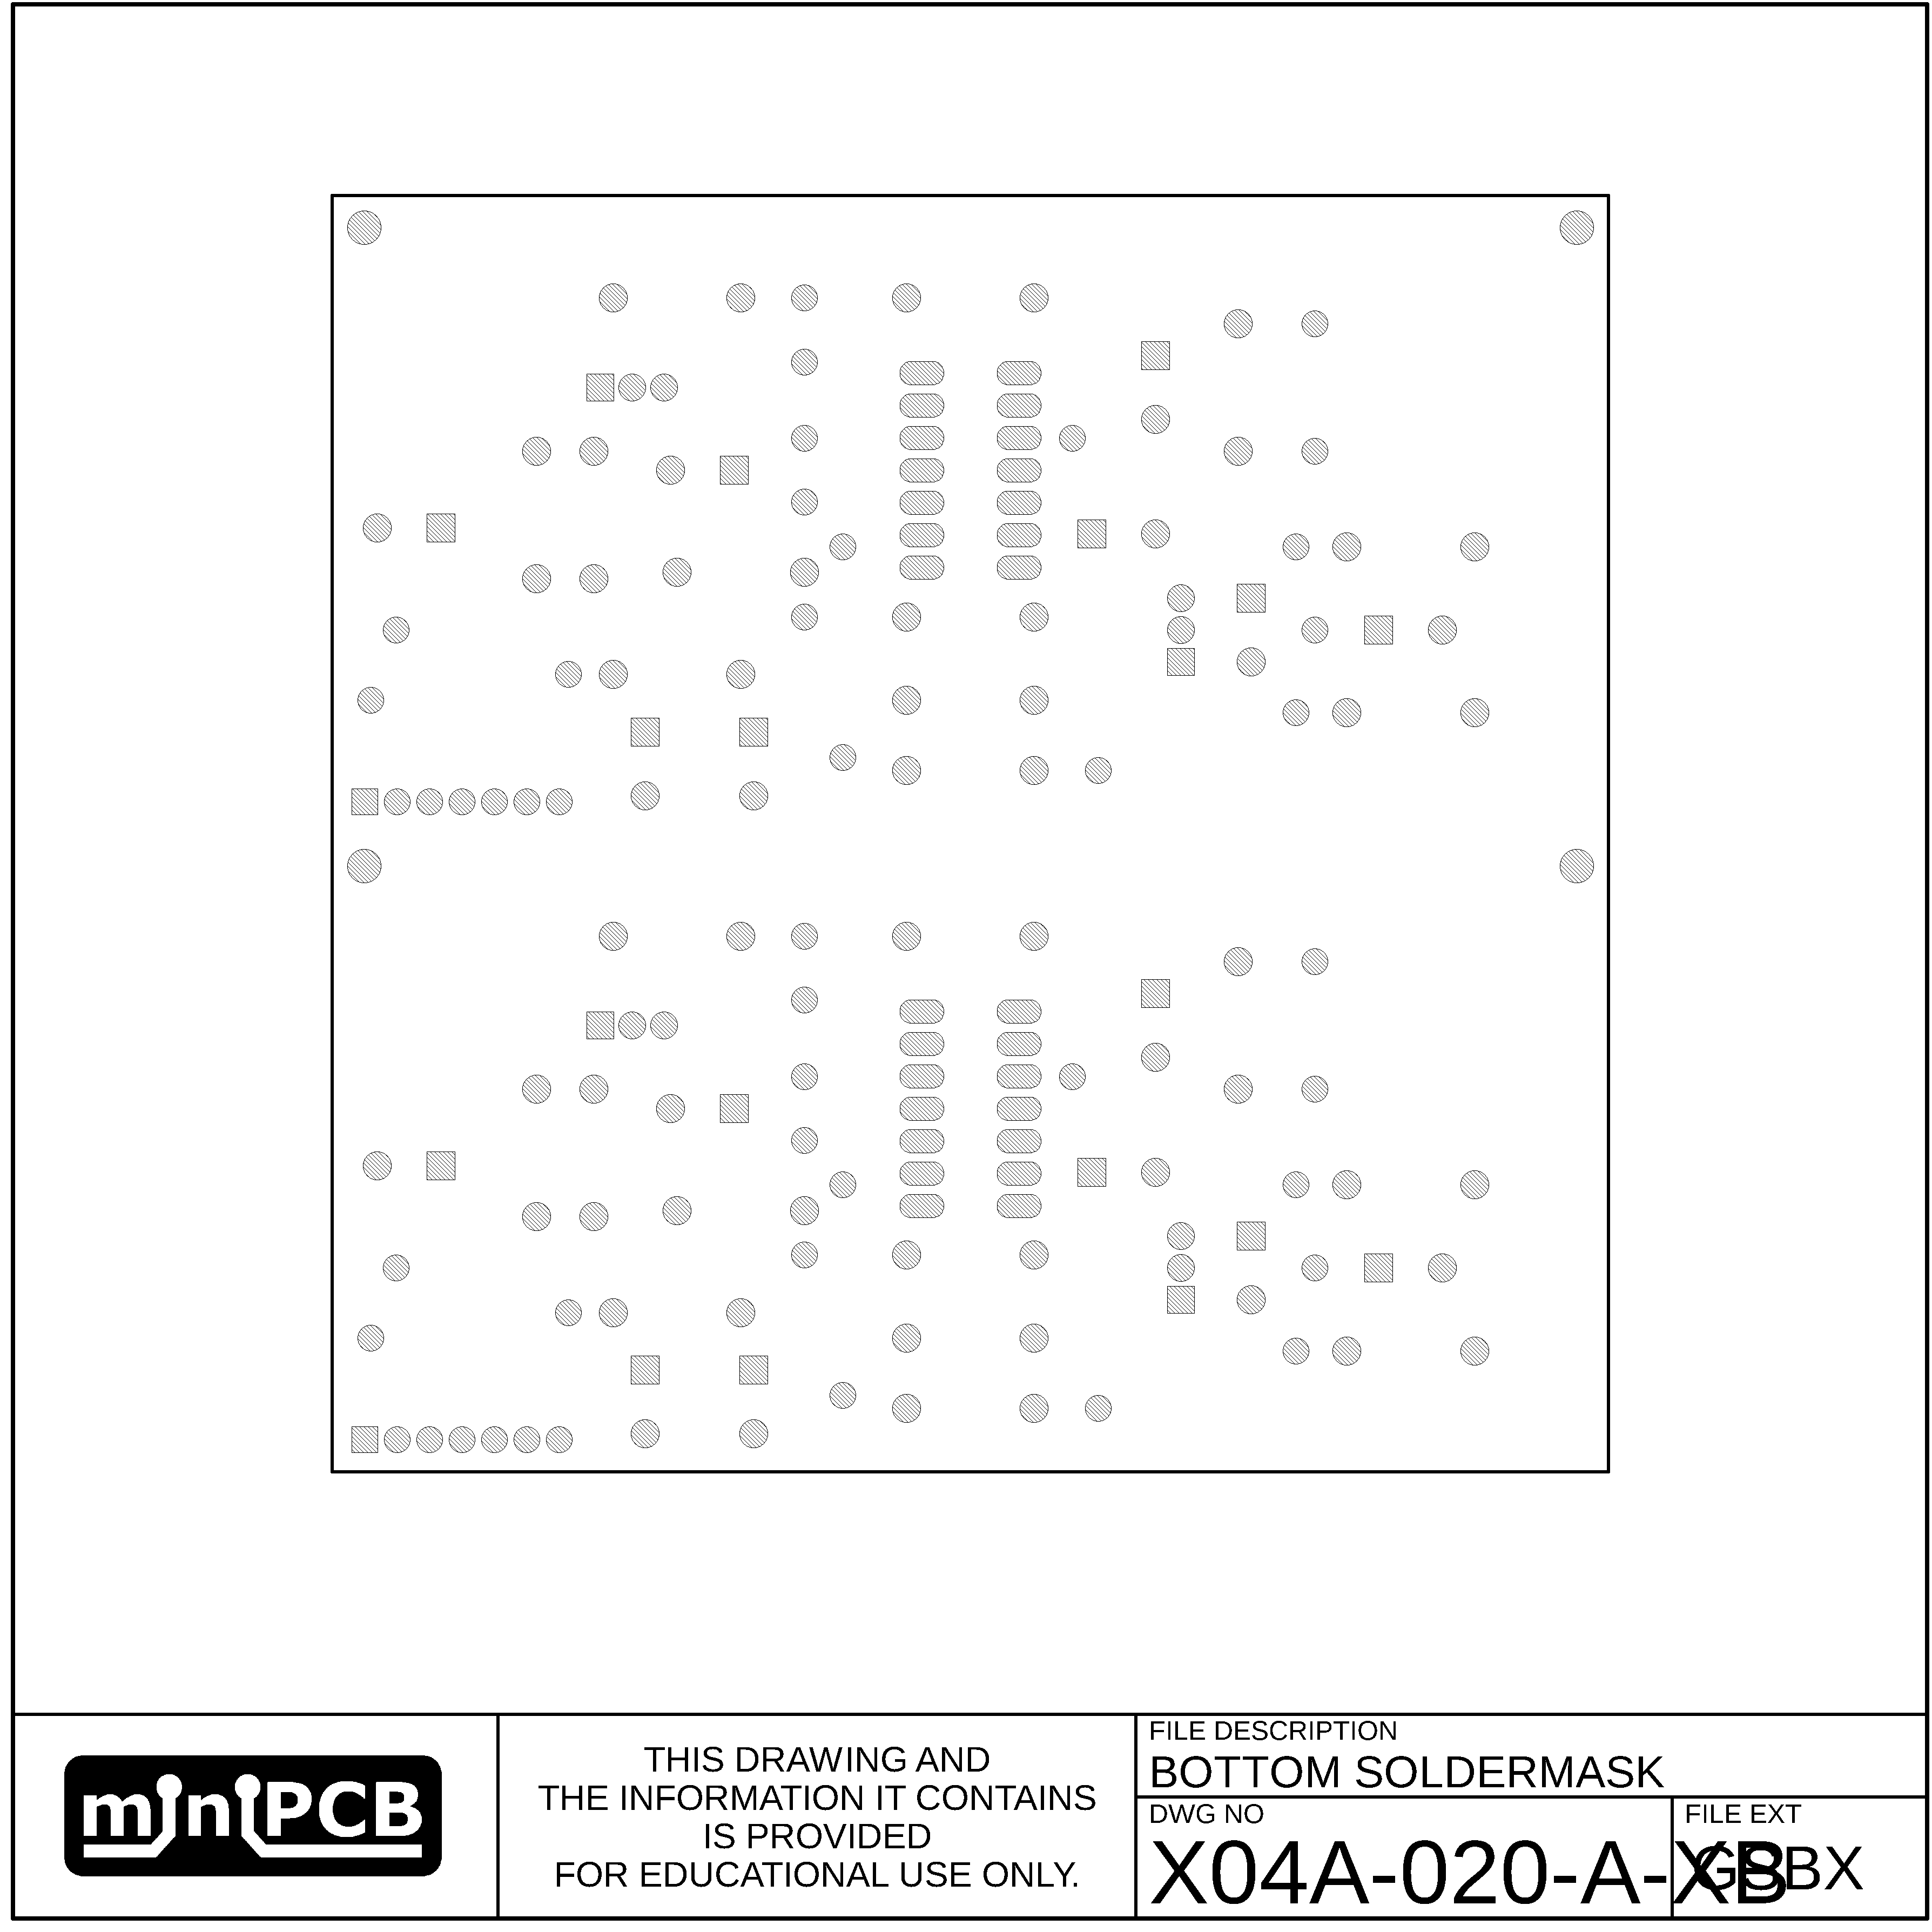 miniPCB
THIS DRAWING AND
THE INFORMATION IT CONTAINS
IS PROVIDED
FOR EDUCATIONAL USE ONLY.
FILE DESCRIPTION
BOTTOM SOLDERMASK
DWG NO
X04A-020-A-XB
FILE EXT
GSBX